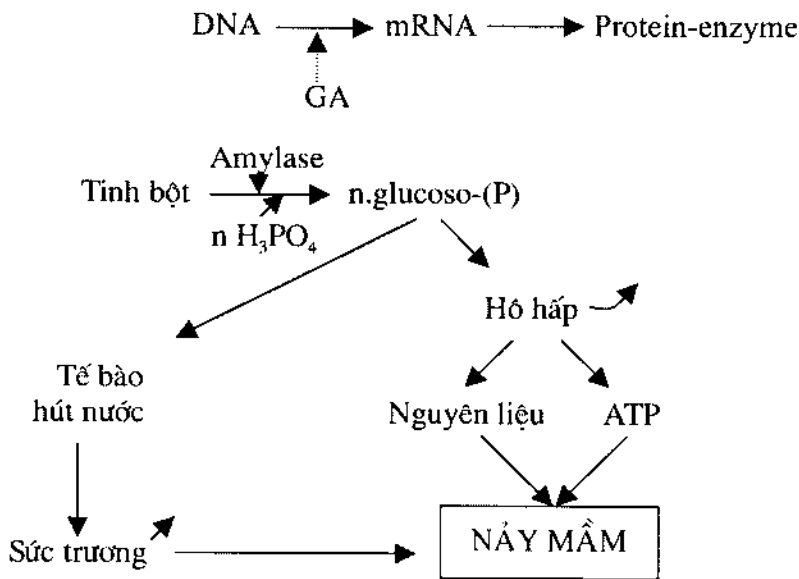 DNA mRNA Protein-enzyme
GA
Amylase
Tinh bột n.glucoso-(P)
n H₃PO₄
Hô hấp
Tế bào
hút nước
Nguyên liệu ATP
Sức trương
NẢY MẦM